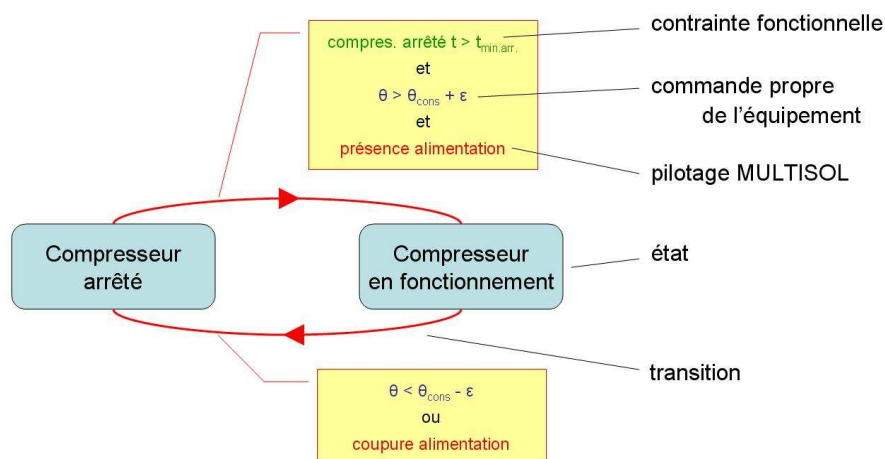 compres. arrêté t > t min.arr.
et
θ > θcons + ε
et
présence alimentation
contrainte fonctionnelle
commande propre
de l'équipement
pilotage MULTISOL
Compresseur
arrêté
Compresseur
en fonctionnement
état
transition
θ < θcons - ε
ou
coupure alimentation